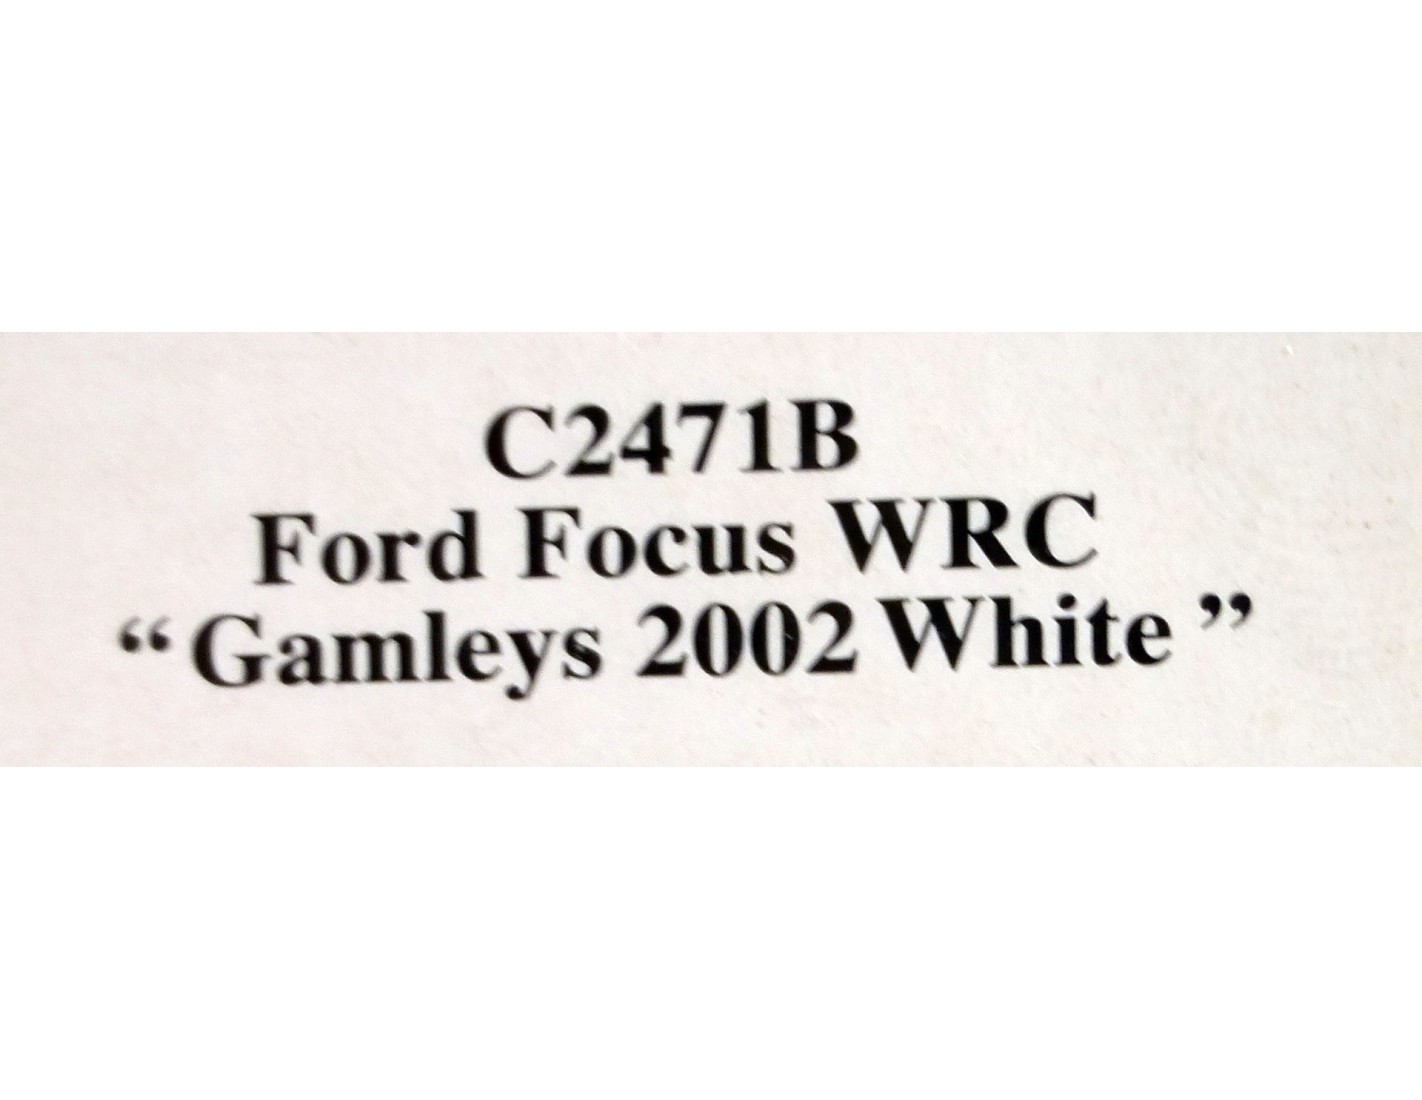 C2471B
Ford Focus WRC
“Gamleys 2002 White”